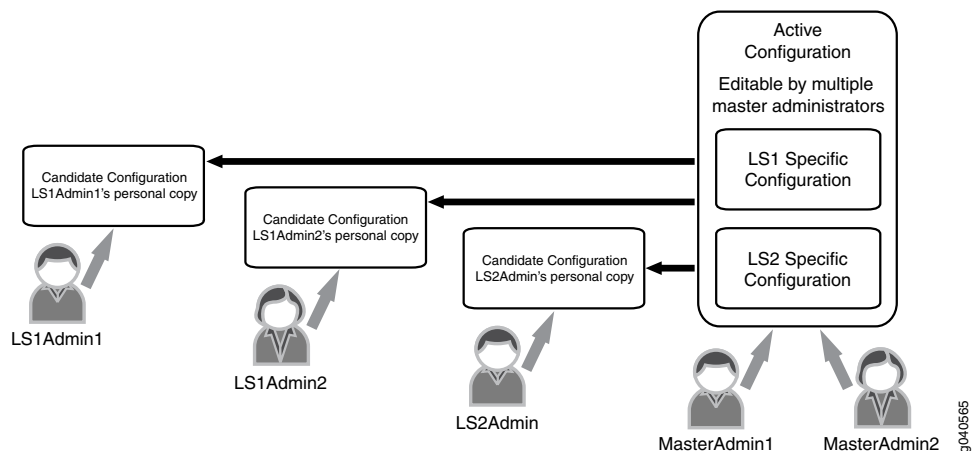 Active
Configuration
Editable by multiple
master administrators
LS1 Specific
Configuration
Candidate Configuration
LS1Admin1's personal copy
Candidate Configuration
LS1Admin2's personal copy
Candidate Configuration
LS2Admin's personal copy
LS2 Specific
Configuration
LS1Admin1
LS1Admin2
LS2Admin
MasterAdmin1
MasterAdmin2
g040565